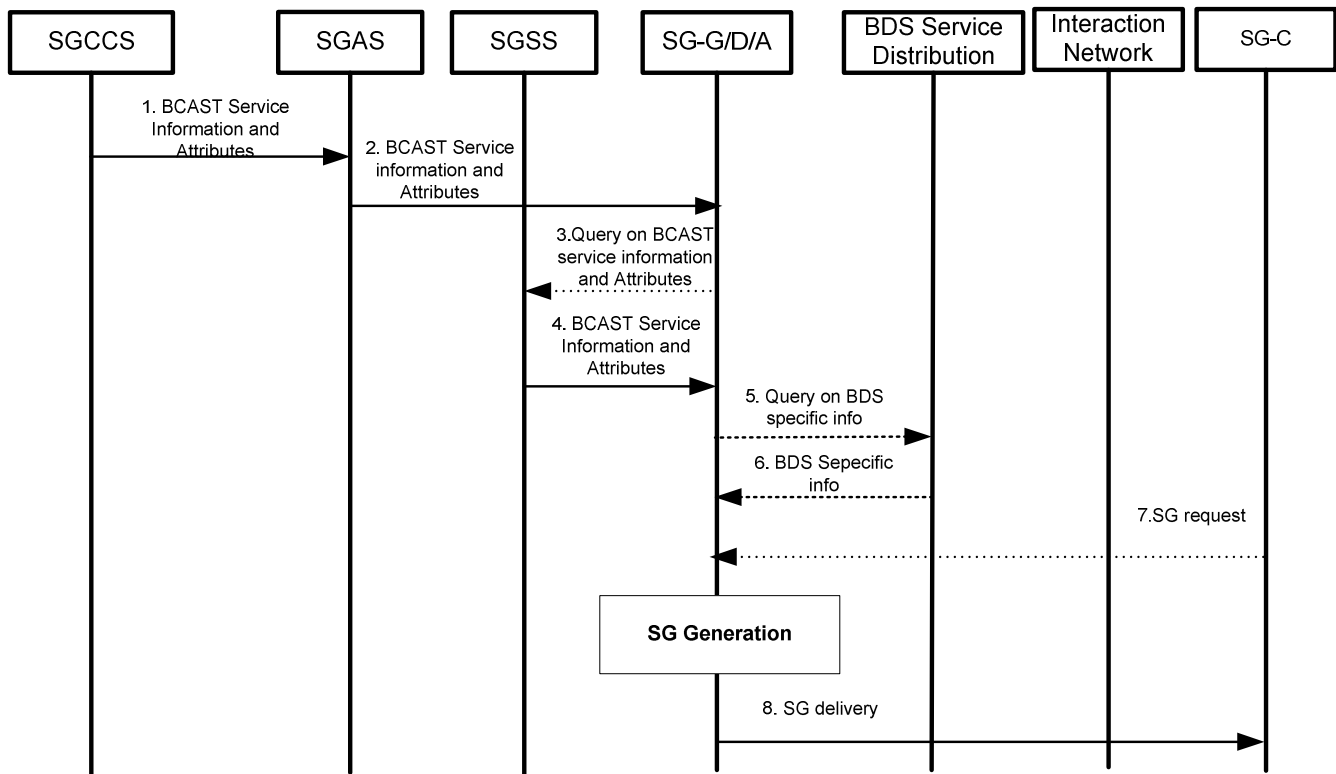 SGCCS
SGAS
SGSS
SG-G/D/A
BDS Service
Distribution
Interaction
Network
SG-C
1. BCAST Service
Information and
Attributes
2. BCAST Service
information and
Attributes
3.Query on BCAST
service information
and Attributes
4. BCAST Service
Information and
Attributes
5. Query on BDS
specific info
6. BDS Sepecific
info
7.SG request
SG Generation
8. SG delivery